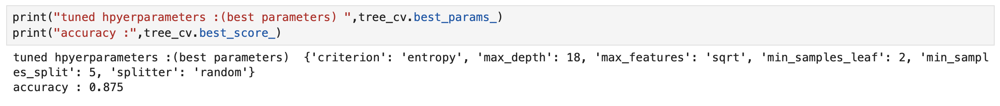 print("tuned hpyerparameters :(best parameters) ",tree_cv.best_params_)
print("accuracy :",tree_cv.best_score_)
tuned hpyerparameters :(best parameters)  {'criterion': 'entropy', 'max_depth': 18, 'max_features': 'sqrt', 'min_samples_leaf': 2, 'min_sampl
es_split': 5, 'splitter': 'random'}
accuracy : 0.875